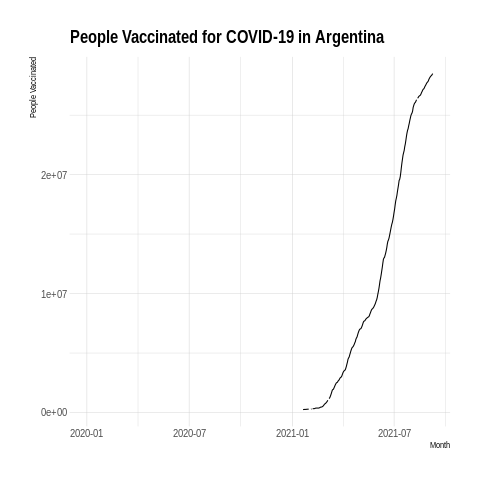 People Vaccinated for COVID-19 in Argentina
People Vaccinated
2e+07
1e+07
0e+00
2020-01 2020-07 2021-01 2021-07
Month